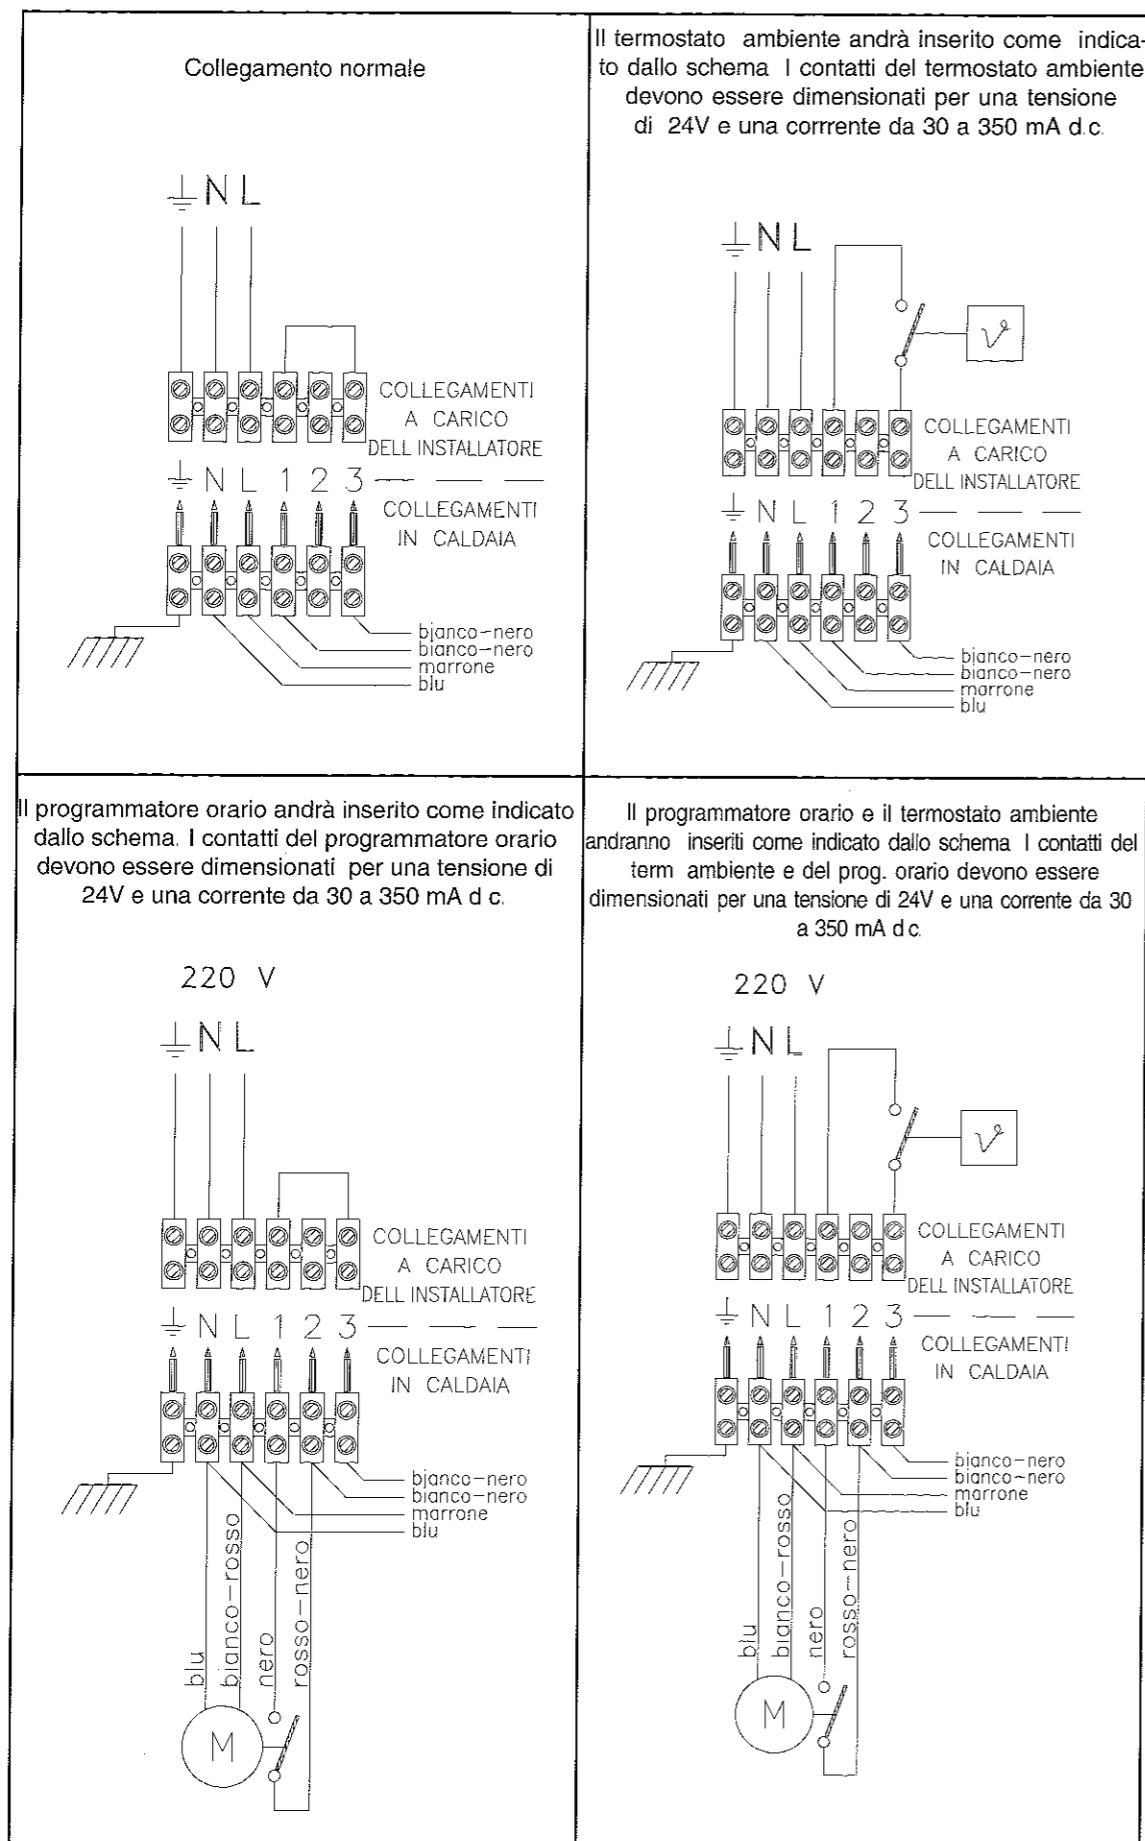 Collegamento normale
N L
COLLEGAMENTI
A CARICO
DELL INSTALLATORE
N L 1 2 3
COLLEGAMENTI
IN CALDAIA
bianco-nero
bianco-nero
marrone
blu
Il termostato ambiente andrà inserito come indica-
to dallo schema I contatti del termostato ambiente
devono essere dimensionati per una tensione
di 24V e una corrrente da 30 a 350 mA d.c.
N L
COLLEGAMENTI
A CARICO
DELL INSTALLATORE
N L 1 2 3
COLLEGAMENTI
IN CALDAIA
bianco-nero
bianco-nero
marrone
blu
Il programmatore orario andrà inserito come indicato
dallo schema. I contatti del programmatore orario
devono essere dimensionati per una tensione di
24V e una corrente da 30 a 350 mA d c.
220 V
N L
COLLEGAMENTI
A CARICO
DELL INSTALLATORE
N L 1 2 3
COLLEGAMENTI
IN CALDAIA
bianco-nero
bianco-nero
marrone
blu
blu
bianco-rosso
nero
rosso-nero
M
Il programmatore orario e il termostato ambiente
andranno inseriti come indicato dallo schema I contatti del
term ambiente e del prog. orario devono essere
dimensionati per una tensione di 24V e una corrente da 30
a 350 mA d c.
220 V
N L
COLLEGAMENTI
A CARICO
DELL INSTALLATORE
N L 1 2 3
COLLEGAMENTI
IN CALDAIA
bianco-nero
bianco-nero
marrone
blu
blu
bianco-rosso
nero
rosso-nero
M